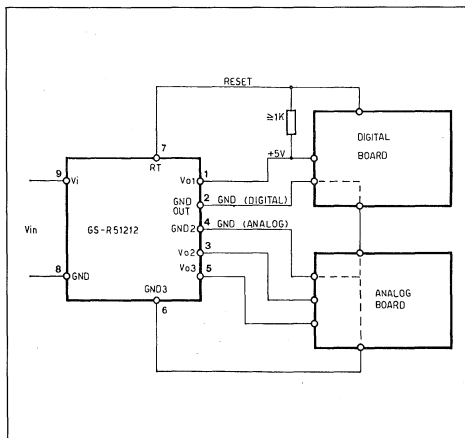 RESET
≥1K
7
RT
+5V
DIGITAL
BOARD
9
Vi
Vo1
1
GND
OUT
2 GND (DIGITAL)
4 GND (ANALOG)
GND2
Vin
GS-R51212
Vo2
3
Vo3
5
8
GND
GND3
6
ANALOG
BOARD